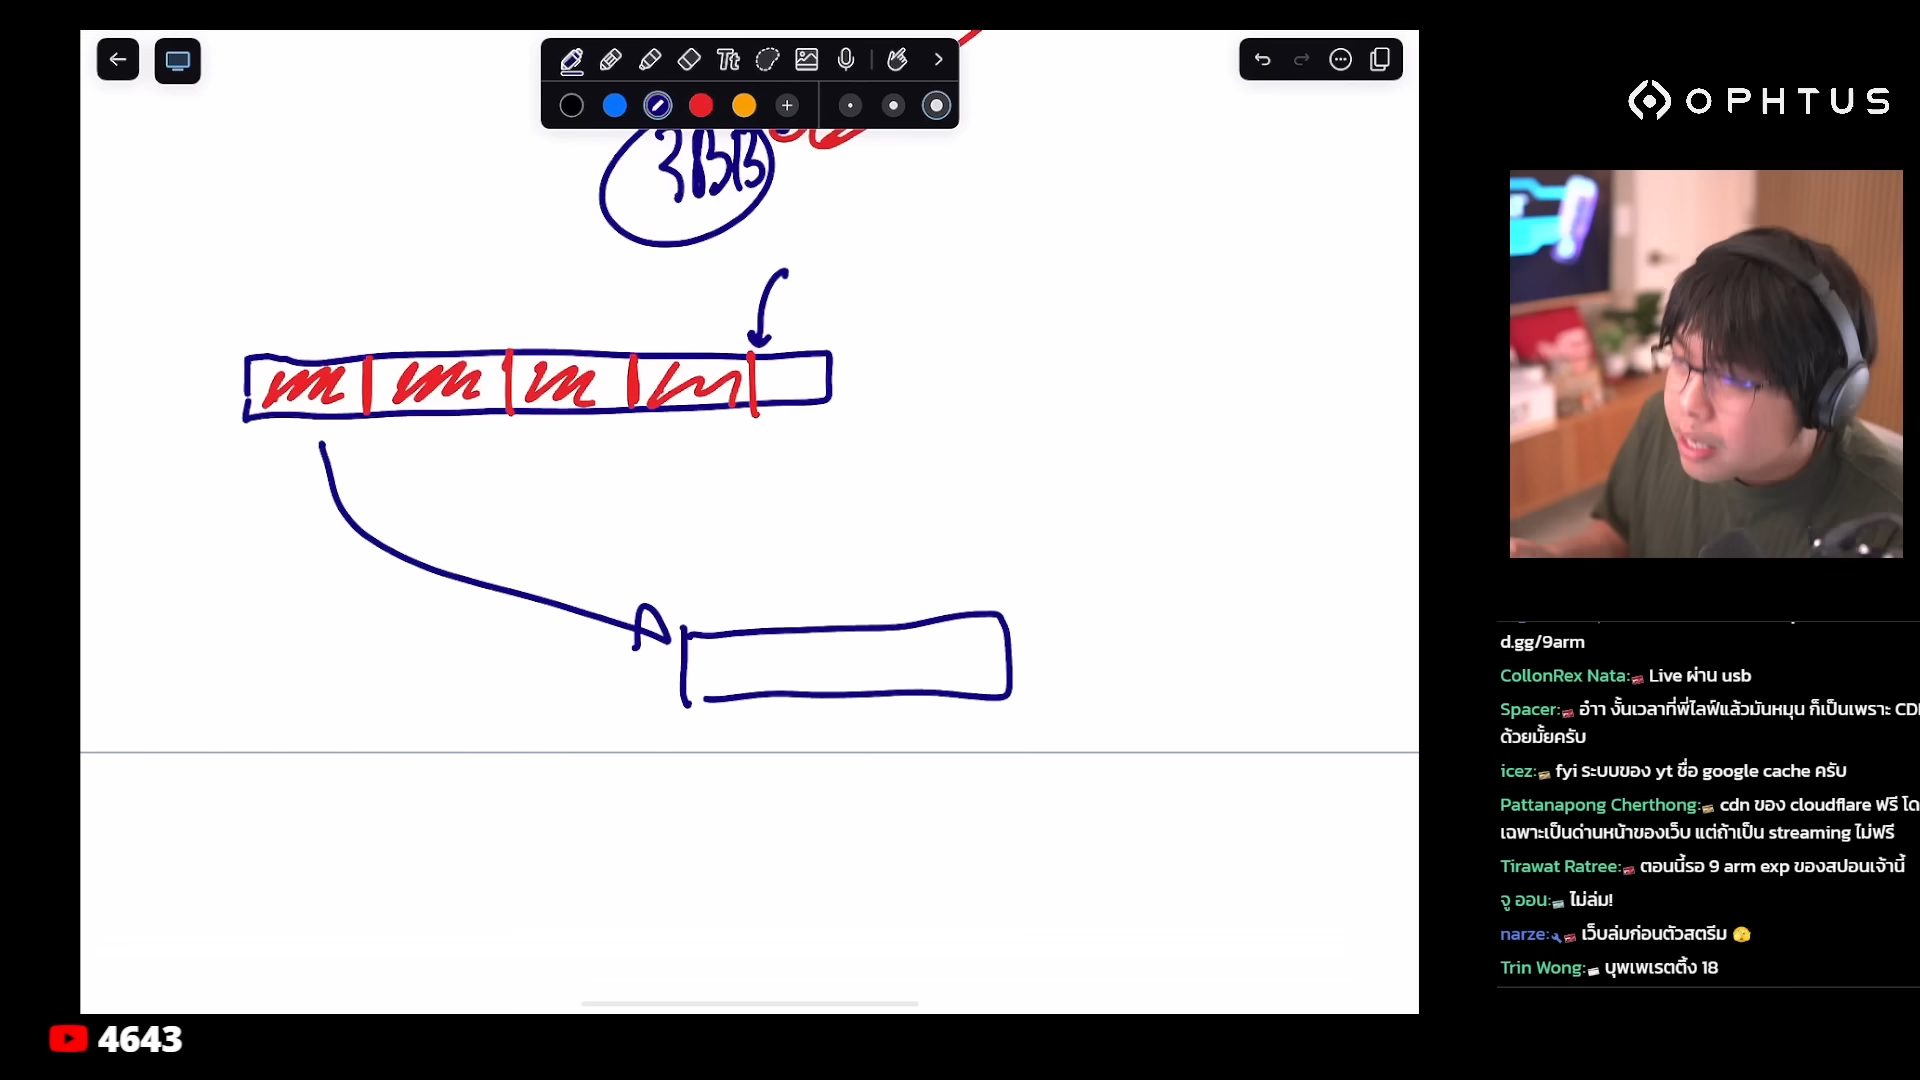 Tt
OPHTUS
3BB
d.gg/9arm
CollonRex Nata: Live ผ่าน usb
Spacer: อ๋าา งั้นเวลาที่พี่ไลฟ์แล้วมันหมุน ก็เป็นเพราะ CD
ด้วยมั้ยครับ
icez: fyi ระบบของ yt ชื่อ google cache ครับ
Pattanapong Cherthong: cdn ของ cloudflare ฟรี โด
เฉพาะเป็นด่านหน้าของเว็บ แต่ถ้าเป็น streaming ไม่ฟรี
Tirawat Ratree: ตอนนี้รอ 9 arm exp ของสปอนเจ้านี้
จู ออน: ไม่ล่ม!
narze: เว็บล่มก่อนตัวสตรีม
Trin Wong: บุพเพเรตติ้ง 18
4643